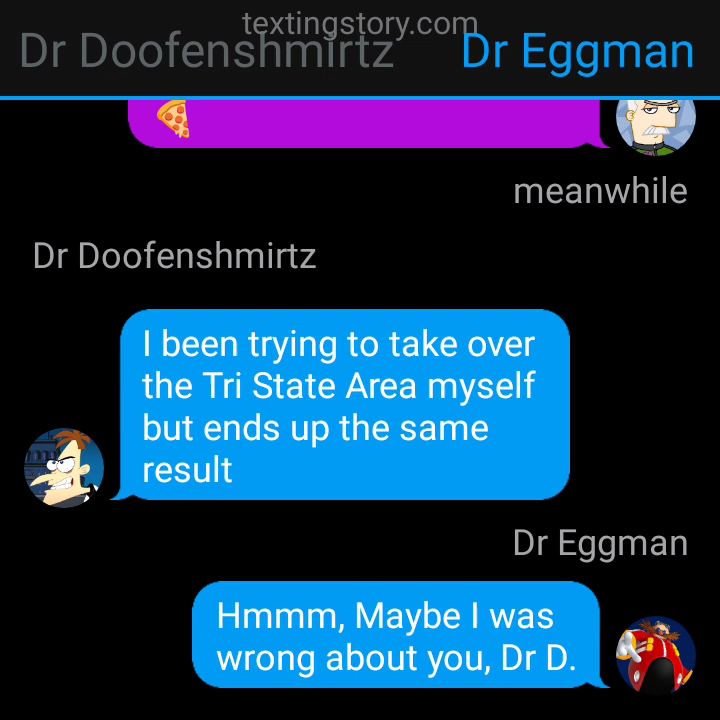 textingstory.com
Dr Doofenshmirtz Dr Eggman
meanwhile
Dr Doofenshmirtz
I been trying to take over
the Tri State Area myself
but ends up the same
result
Dr Eggman
Hmmm, Maybe I was
wrong about you, Dr D.